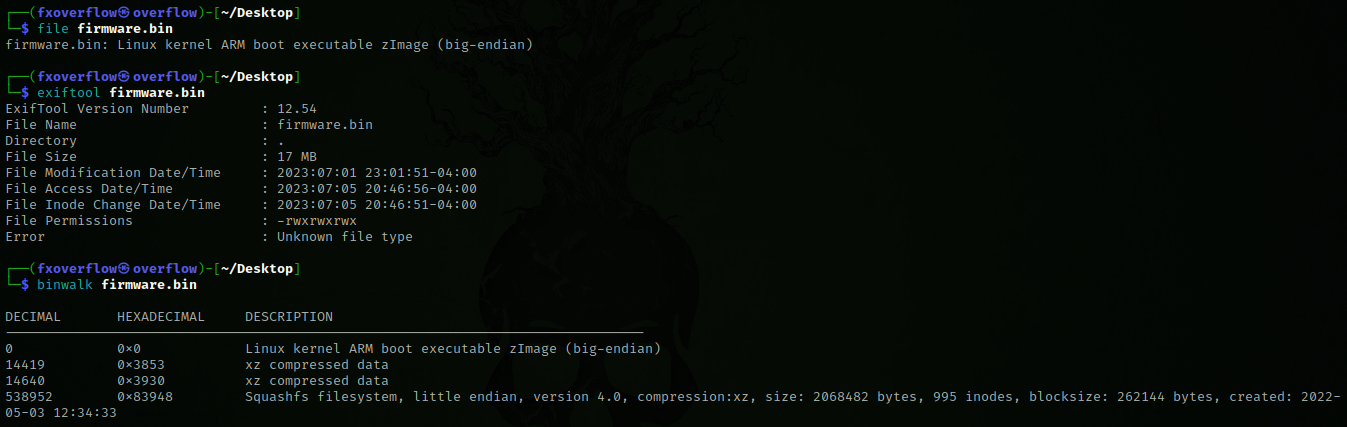 ┌──(fxoverflow㉿overflow)-[~/Desktop]
└─$ file firmware.bin
firmware.bin: Linux kernel ARM boot executable zImage (big-endian)
┌──(fxoverflow㉿overflow)-[~/Desktop]
└─$ exiftool firmware.bin
ExifTool Version Number : 12.54
File Name : firmware.bin
Directory : .
File Size : 17 MB
File Modification Date/Time : 2023:07:01 23:01:51-04:00
File Access Date/Time : 2023:07:05 20:46:56-04:00
File Inode Change Date/Time : 2023:07:05 20:46:51-04:00
File Permissions : -rwxrwxrwx
Error : Unknown file type
┌──(fxoverflow㉿overflow)-[~/Desktop]
└─$ binwalk firmware.bin
DECIMAL HEXADECIMAL DESCRIPTION
0 0×0 Linux kernel ARM boot executable zImage (big-endian)
14419 0×3853 xz compressed data
14640 0×3930 xz compressed data
538952 0×83948 Squashfs filesystem, little endian, version 4.0, compression:xz, size: 2068482 bytes, 995 inodes, blocksize: 262144 bytes, created: 2022-
05-03 12:34:33